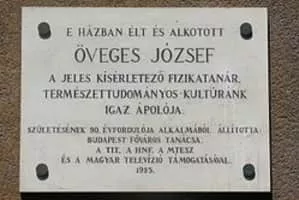 E HÁZBAN ÉLT ÉS ALKOTOTT
ÖVEGES JÓZSEF
A JELES KÍSÉRLETEZŐ FIZIKATANÁR,
TERMÉSZETTUDOMÁNYOS KULTÚRÁNK
IGAZ ÁPOLÓJA.
SZÜLETÉSÉNEK 90. ÉVFORDULÓJA ALKALMÁBÓL ÁLLÍTOTTA
BUDAPEST FŐVÁROS TANÁCSA,
A TIT, A HNF, A MTESZ
ÉS A MAGYAR TELEVÍZIÓ TÁMOGATÁSÁVAL.
1985.